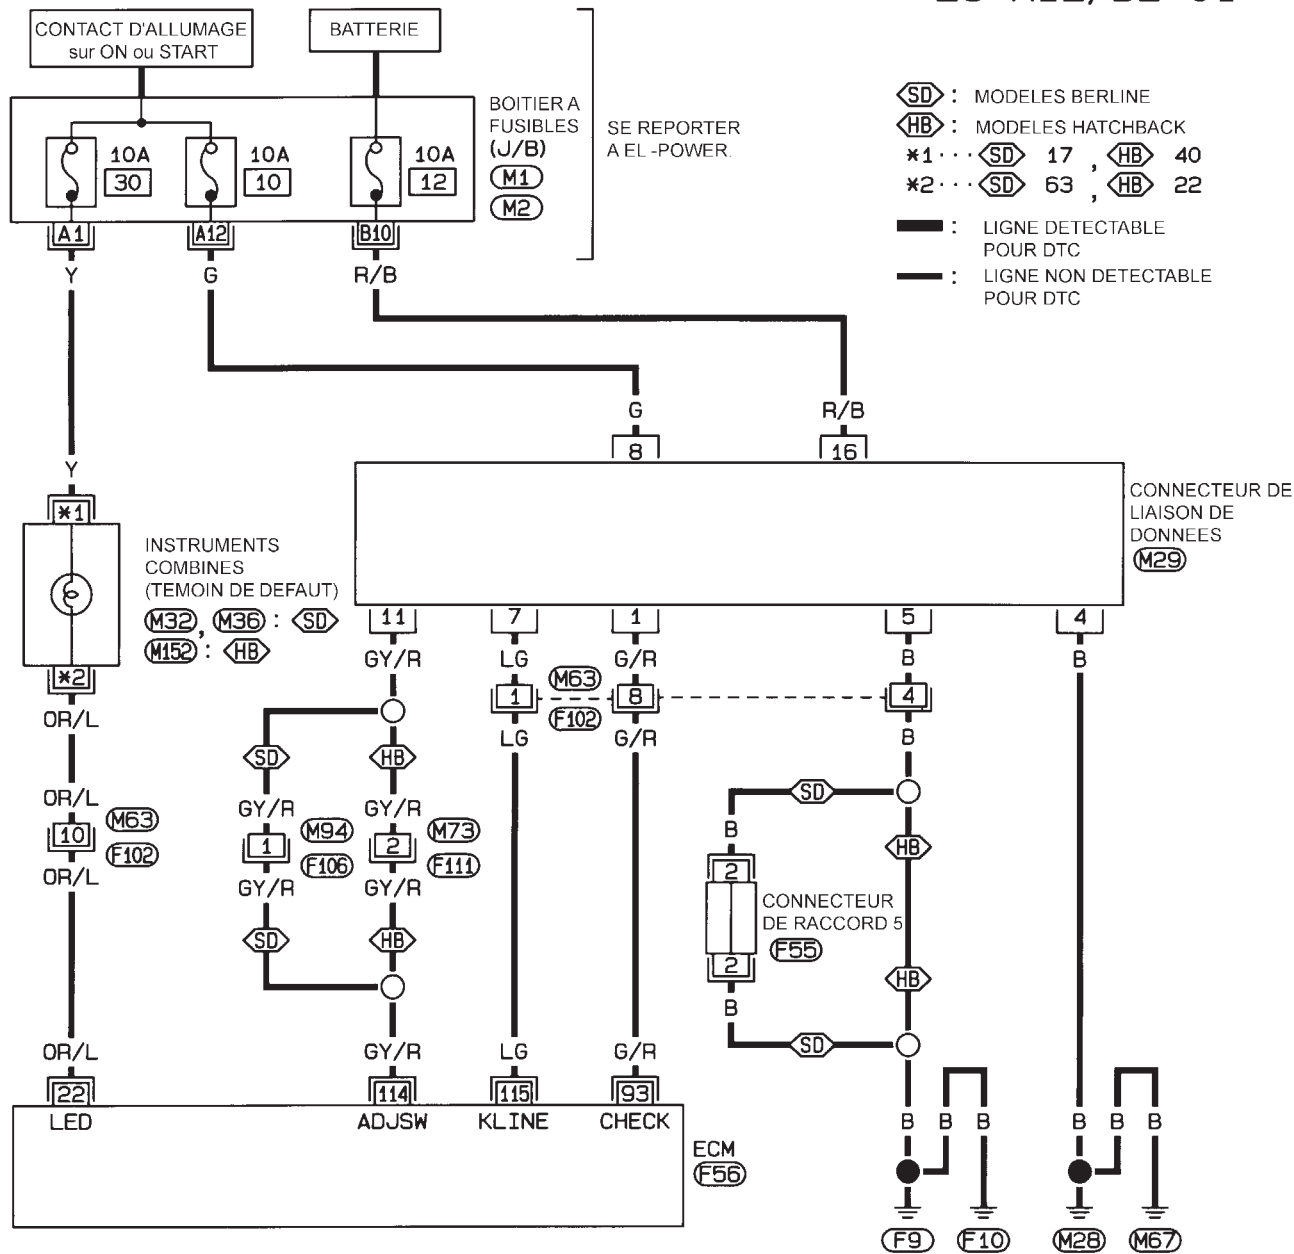 CONTACT D'ALLUMAGE
sur ON ou START
BATTERIE
BOITIER A
FUSIBLES
(J/B)
M1
M2
SE REPORTER
A EL -POWER.
10A
30
10A
10
10A
12
A1
A12
B10
Y
G
R/B
SD : MODELES BERLINE
HB : MODELES HATCHBACK
*1··· SD 17 , HB 40
*2··· SD 63 , HB 22
: LIGNE DETECTABLE
POUR DTC
: LIGNE NON DETECTABLE
POUR DTC
G
R/B
8
16
Y
*1
INSTRUMENTS
COMBINES
(TEMOIN DE DEFAUT)
M32 , M36 : SD
M152 : HB
*2
OR/L
CONNECTEUR DE
LIAISON DE
DONNEES
M29
11
7
1
5
4
GY/R
LG
G/R
B
B
1
M63
F102
8
4
LG
G/R
B
SD
HB
SD
HB
OR/L
10
M63
F102
OR/L
GY/R
GY/R
1
M94
F106
2
M73
F111
GY/R
GY/R
SD
HB
B
2
CONNECTEUR
DE RACCORD 5
F55
2
B
HB
SD
OR/L
GY/R
LG
G/R
22
114
115
93
LED
ADJSW
KLINE
CHECK
ECM
F56
B
B
B
B
B
B
F9
F10
M28
M67